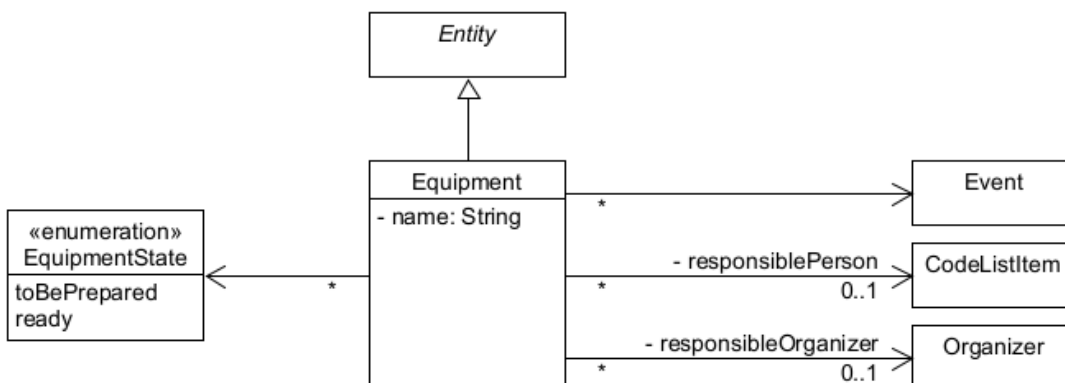 Entity
Equipment
- name: String
«enumeration»
EquipmentState
toBePrepared
ready
*
*
Event
- responsiblePerson
*
0..1
CodeListItem
- responsibleOrganizer
*
0..1
Organizer